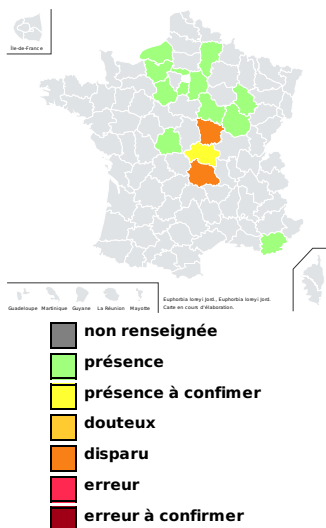 Île-de-France
Guadeloupe Martinique Guyane La Réunion Mayotte
Euphorbia loreyi Jord., Euphorbia loreyi Jord.
Carte en cours d'élaboration.
non renseignée
présence
présence à confimer
douteux
disparu
erreur
erreur à confirmer